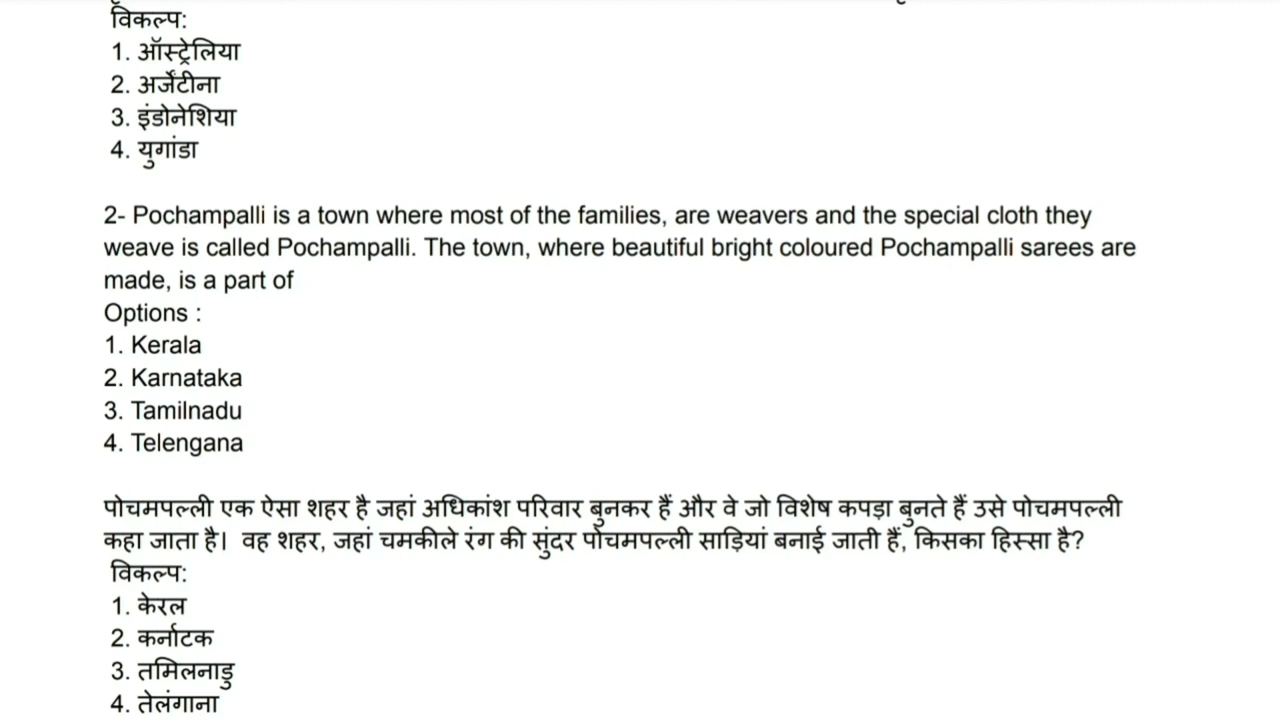 विकल्प:
1. ऑस्ट्रेलिया
2. अर्जेंटीना
3. इंडोनेशिया
4. युगांडा
2- Pochampalli is a town where most of the families, are weavers and the special cloth they
weave is called Pochampalli. The town, where beautiful bright coloured Pochampalli sarees are
made, is a part of
Options :
1. Kerala
2. Karnataka
3. Tamilnadu
4. Telengana
पोचमपल्ली एक ऐसा शहर है जहां अधिकांश परिवार बुनकर हैं और वे जो विशेष कपड़ा बुनते हैं उसे पोचमपल्ली
कहा जाता है। वह शहर, जहां चमकीले रंग की सुंदर पोचमपल्ली साड़ियां बनाई जाती हैं, किसका हिस्सा है?
विकल्प:
1. केरल
2. कर्नाटक
3. तमिलनाडु
4. तेलंगाना